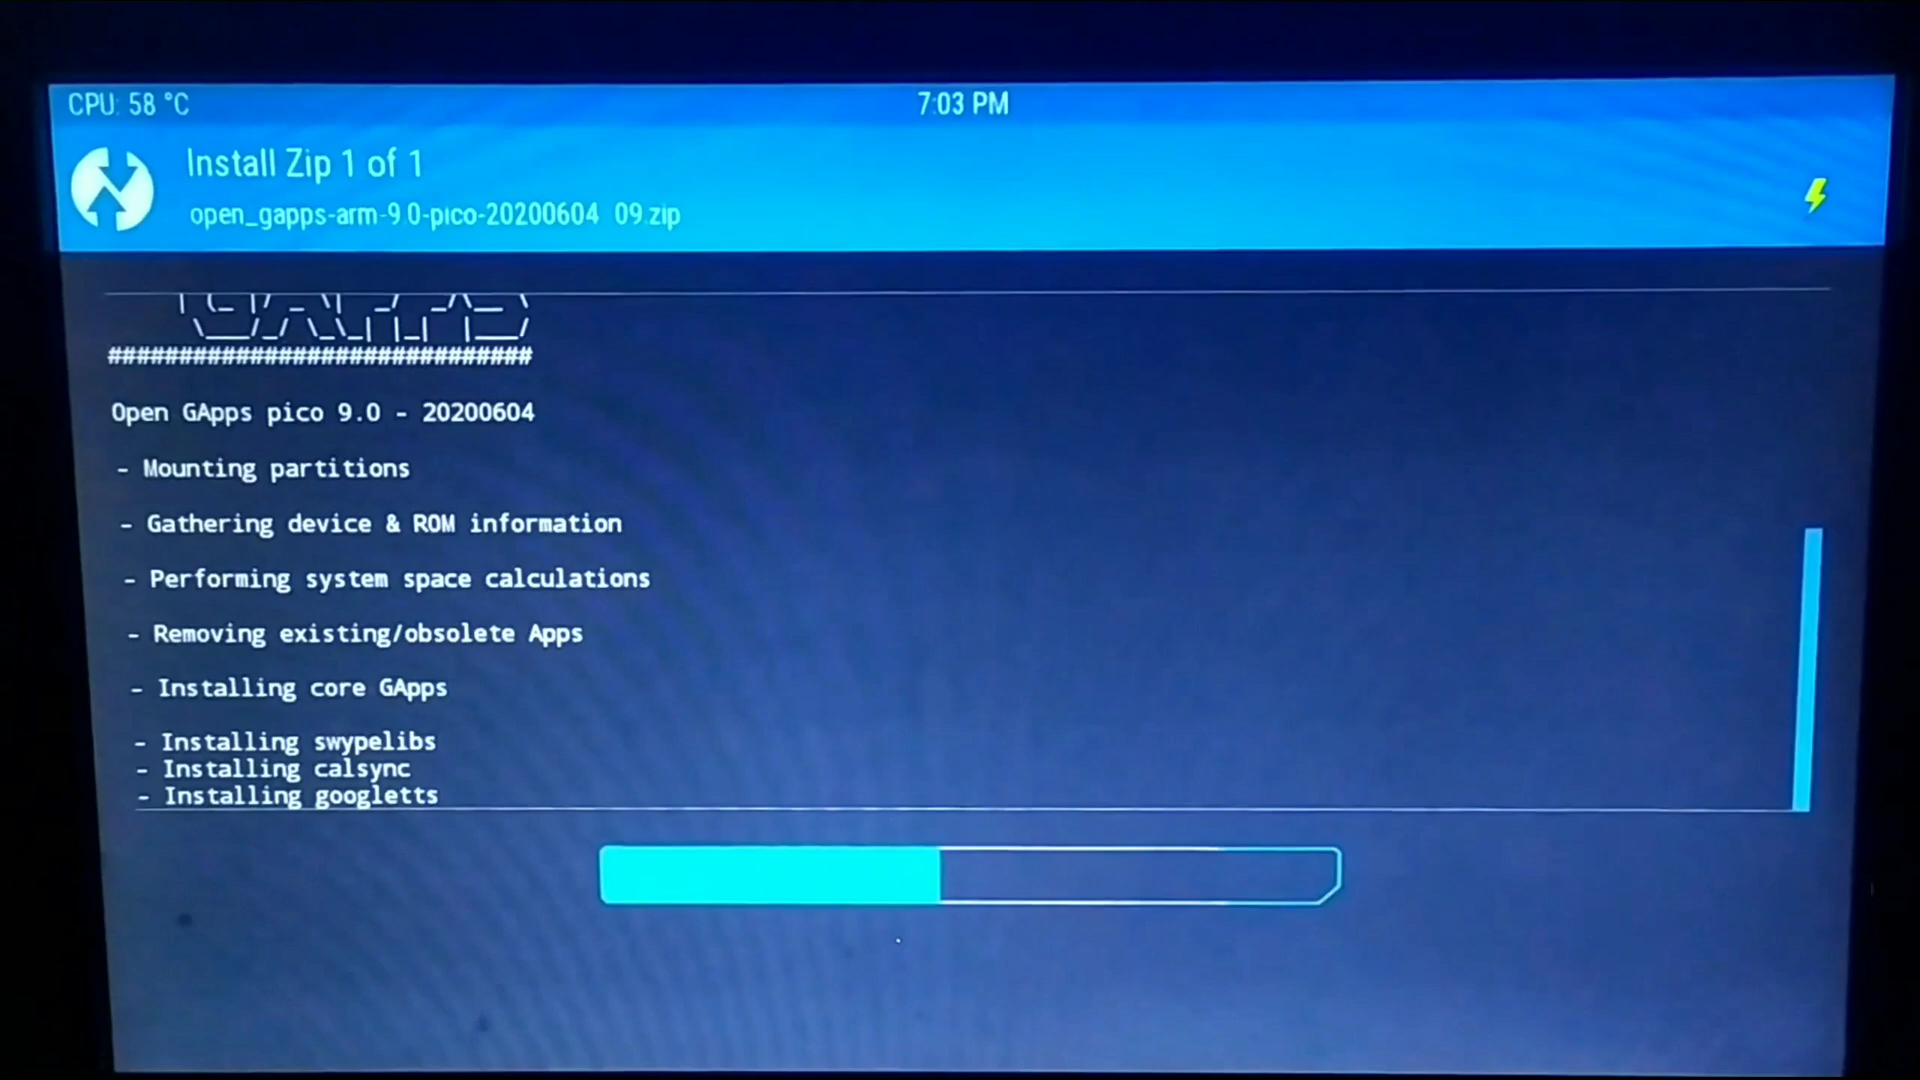 CPU: 58 °C
7:03 PM
Install Zip 1 of 1
open_gapps-arm-9.0-pico-20200604 09.zip
##############################
Open GApps pico 9.0 - 20200604
- Mounting partitions
- Gathering device & ROM information
- Performing system space calculations
- Removing existing/obsolete Apps
- Installing core GApps
- Installing swypelibs
- Installing calsync
- Installing googletts